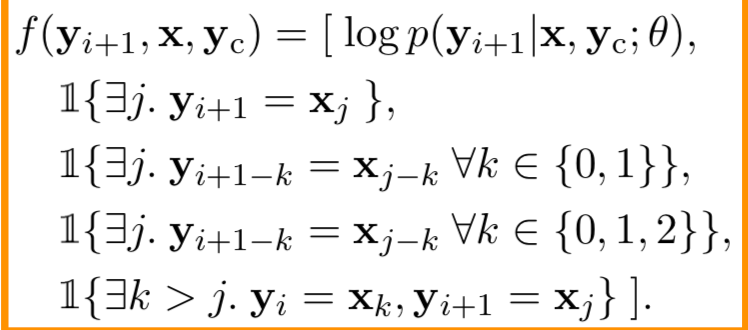 f(y_{i+1}, x, y_c) = [ log p(y_{i+1}|x, y_c; θ),
𝟙{∃j. y_{i+1} = x_j },
𝟙{∃j. y_{i+1−k} = x_{j−k} ∀k ∈ {0, 1}},
𝟙{∃j. y_{i+1−k} = x_{j−k} ∀k ∈ {0, 1, 2}},
𝟙{∃k > j. y_i = x_k, y_{i+1} = x_j} ].